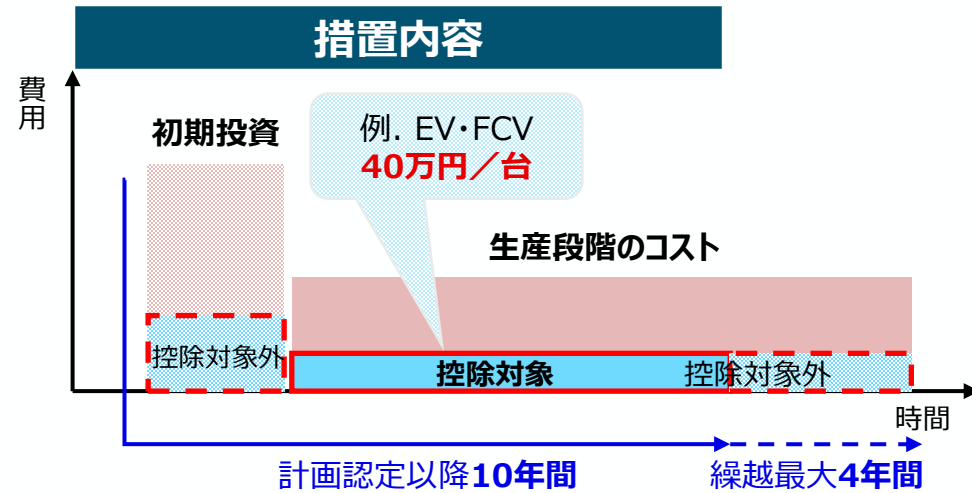 措置内容
費用
初期投資
例. EV・FCV
40万円／台
生産段階のコスト
控除対象外
控除対象
控除対象外
時間
計画認定以降10年間
繰越最大4年間